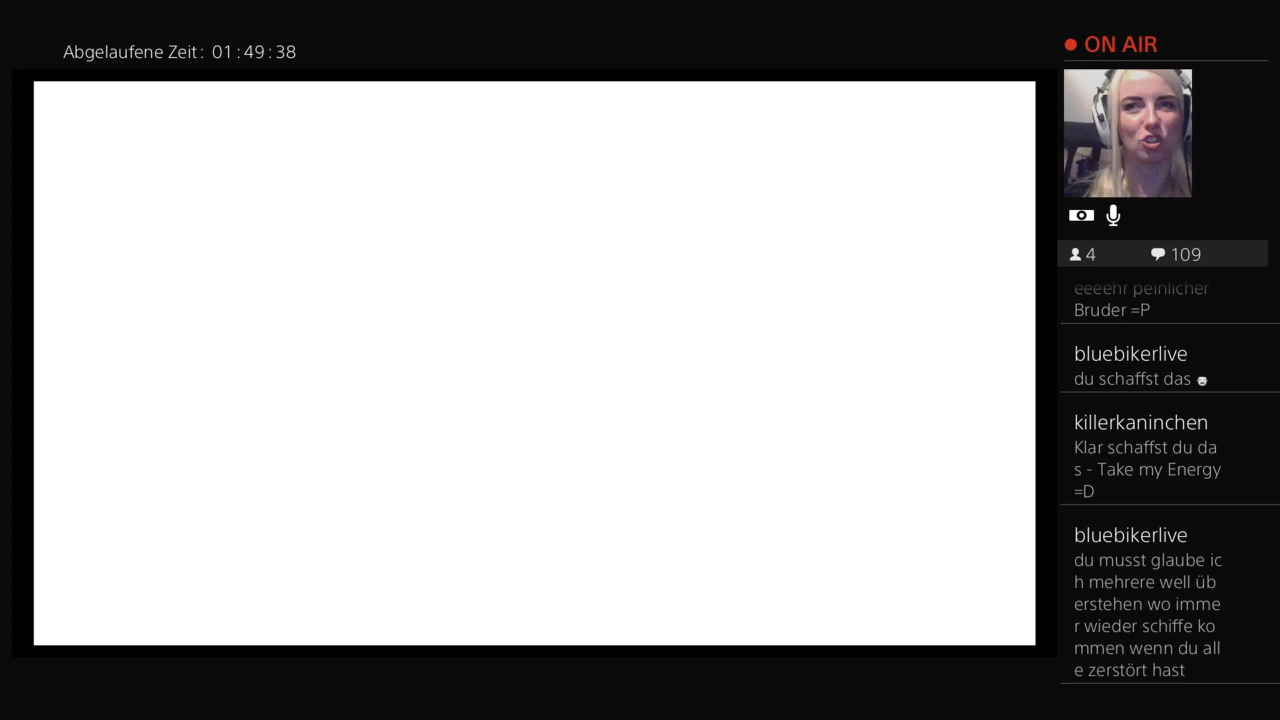 Abgelaufene Zeit: 01:49:38
ON AIR
4 109
eeeehr peinlicher
Bruder =P
bluebikerlive
du schaffst das
killerkaninchen
Klar schaffst du da
s - Take my Energy
=D
bluebikerlive
du musst glaube ic
h mehrere well üb
erstehen wo imme
r wieder schiffe ko
mmen wenn du all
e zerstört hast